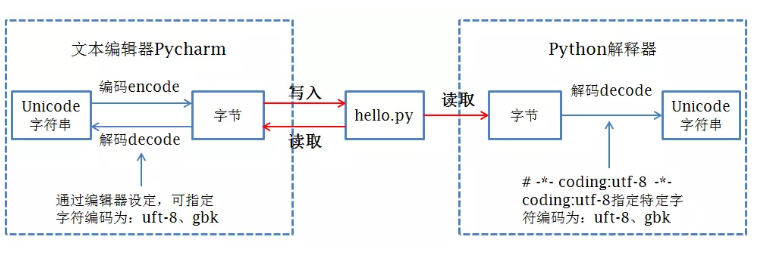 文本编辑器Pycharm
Unicode
字符串
编码encode
解码decode
字节
写入
读取
hello.py
通过编辑器设定，可指定
字符编码为：uft-8、gbk
读取
Python解释器
字节
解码decode
Unicode
字符串
# -*- coding:utf-8 -*-
coding:utf-8指定特定字
符编码为：uft-8、gbk